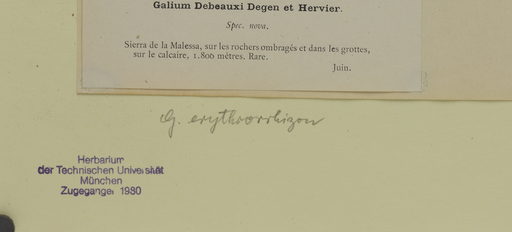 Galium Debeauxi Degen et Hervier.
Spec. nova.
Sierra de la Malessa, sur les rochers ombragés et dans les grottes,
sur le calcaire, 1.800 mètres. Rare.
Juin.
G. erythrorrhizon
Herbarium
der Technischen Universität
München
Zugegangen 1980